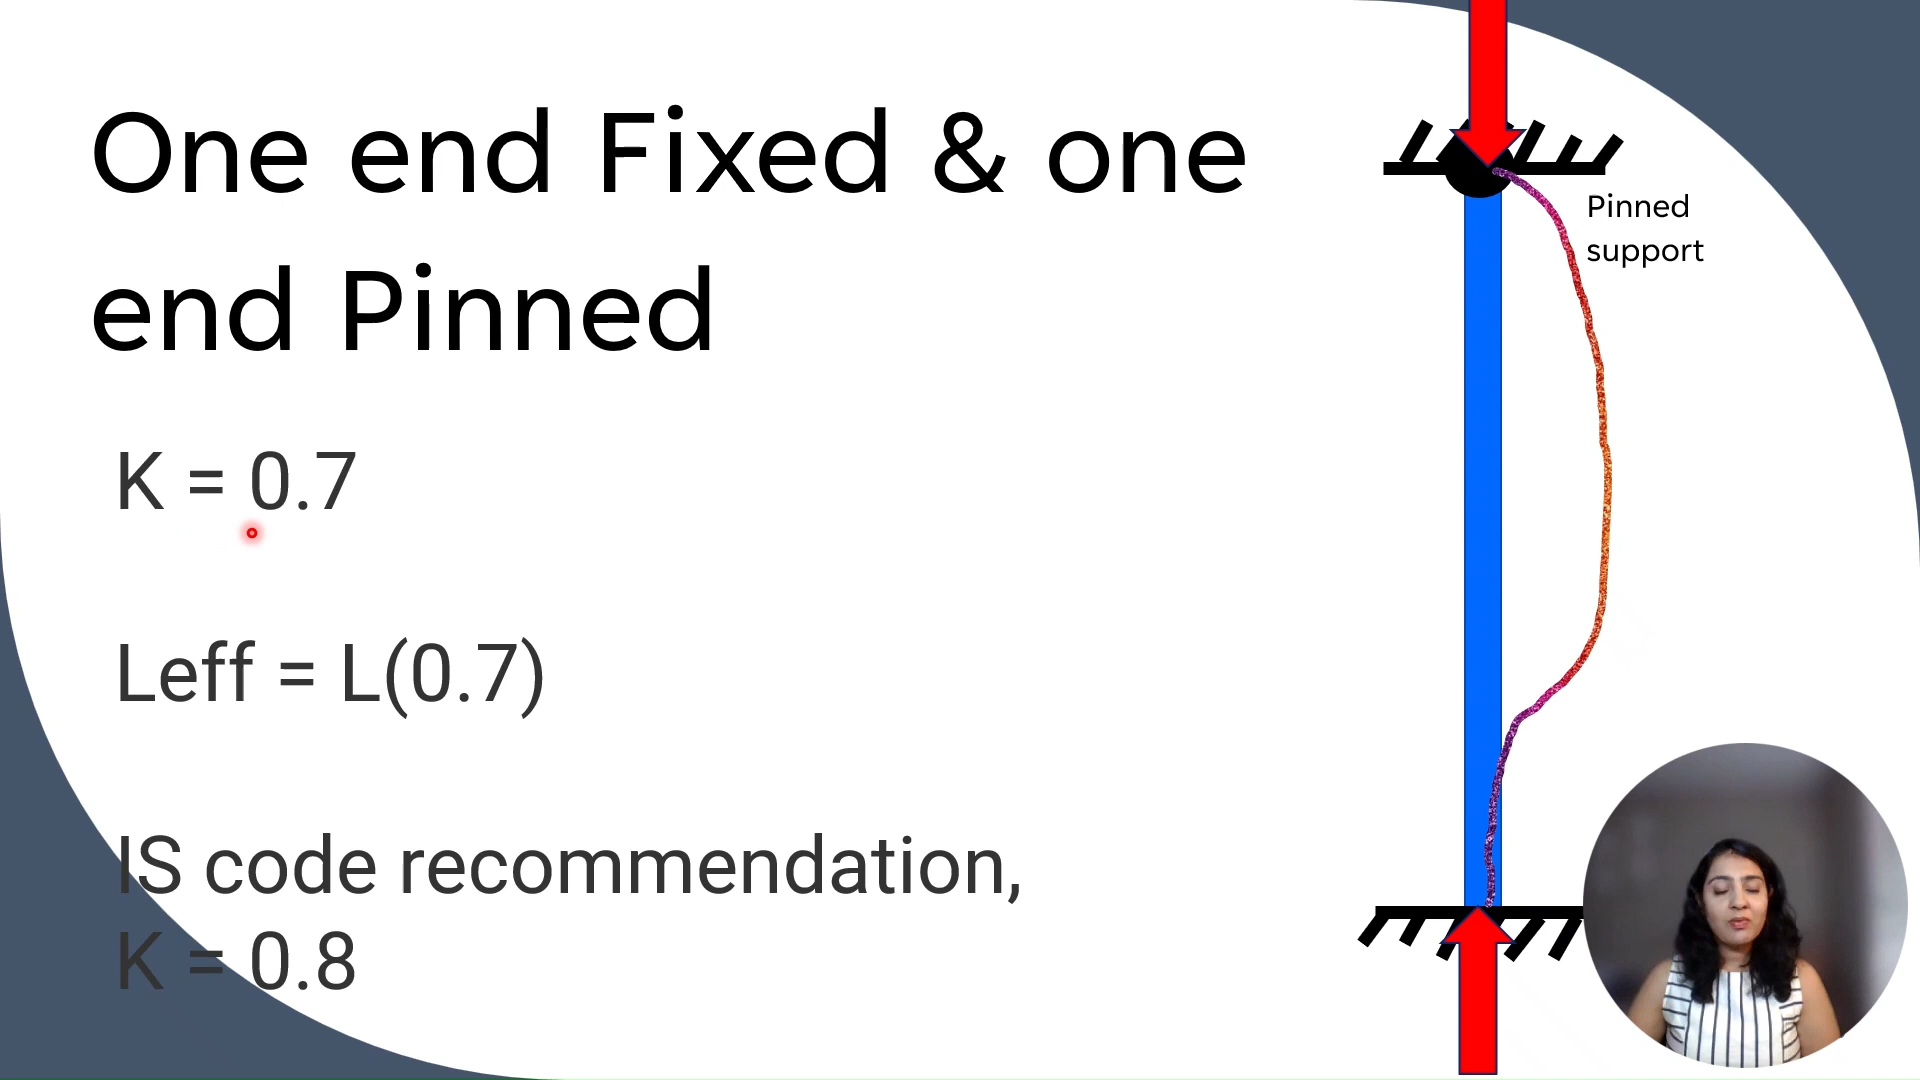 One end Fixed & one
end Pinned
Pinned
support
K = 0.7
Leff = L(0.7)
IS code recommendation,
K = 0.8